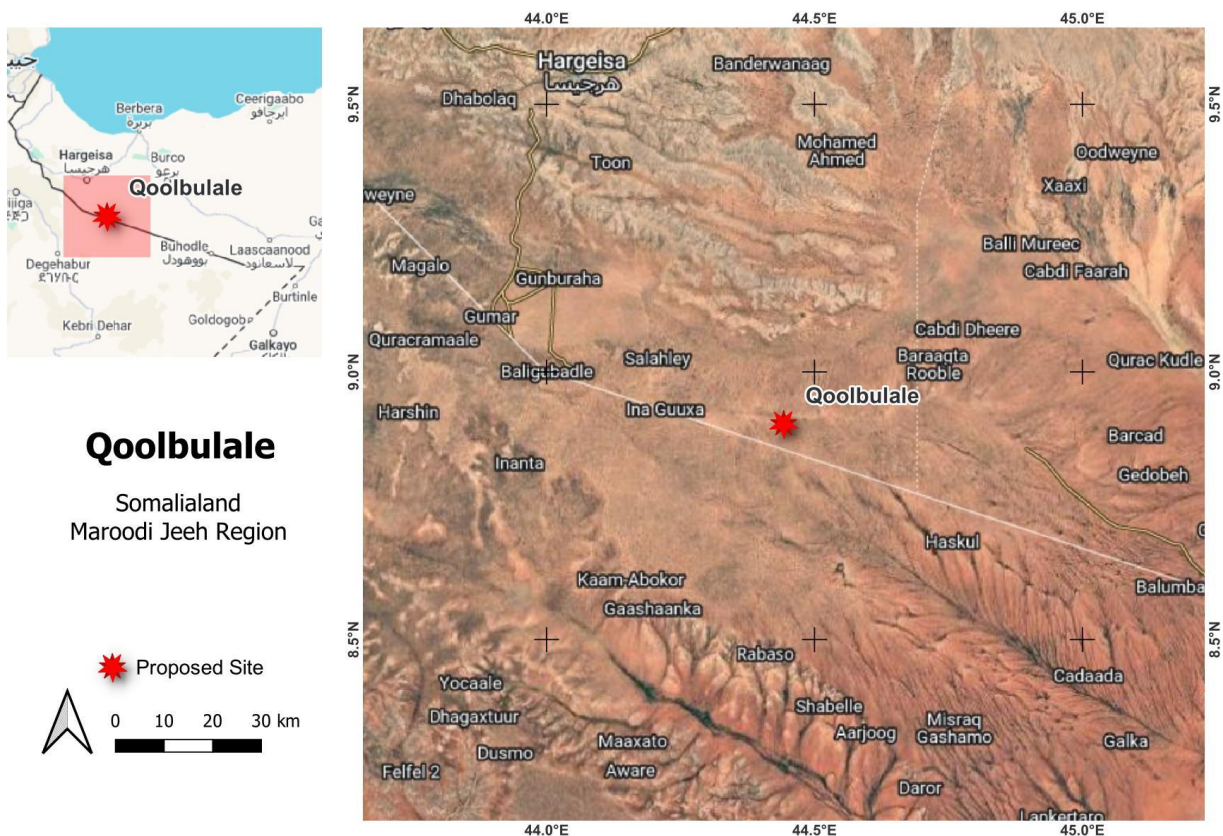 جيب
Berbera
بربرة
Ceerigaabo
ايرجافو
Hargeisa
هرجيسا
Burco
برعو
Qoolbulale
Degehabur
ደገሃቡር
Buhodle
بووهودل
Laascaanood
لاسعانود
Burtinle
Kebri Dehar
Goldogob
Galkayo
Qoolbulale
Somalialand
Maroodi Jeeh Region
Proposed Site
0 10 20 30 km
44.0°E 44.5°E 45.0°E
9.5°N
9.0°N
8.5°N
Hargeisa
هرجيسا
Banderwanaag
Dhabolaq
Mohamed
Ahmed
Toon
Oodweyne
Xaaxi
weyne
Balli Mureec
Magalo
Gunburaha
Cabdi Faarah
Gumar
Cabdi Dheere
Quracramaale
Salahley
Baraaqta
Rooble
Qurac Kudle
Baligubadle
Qoolbulale
Harshin
Ina Guuxa
Barcad
Inanta
Gedobeh
Haskul
Kaam-Abokor
Balumba
Gaashaanka
Rabaso
Cadaada
Yocaale
Shabelle
Dhagaxtuur
Misraq
Gashamo
Aarjoog
Maaxato
Galka
Dusmo
Felfel 2
Aware
Daror
Lankertaro
9.5°N
9.0°N
8.5°N
44.0°E 44.5°E 45.0°E